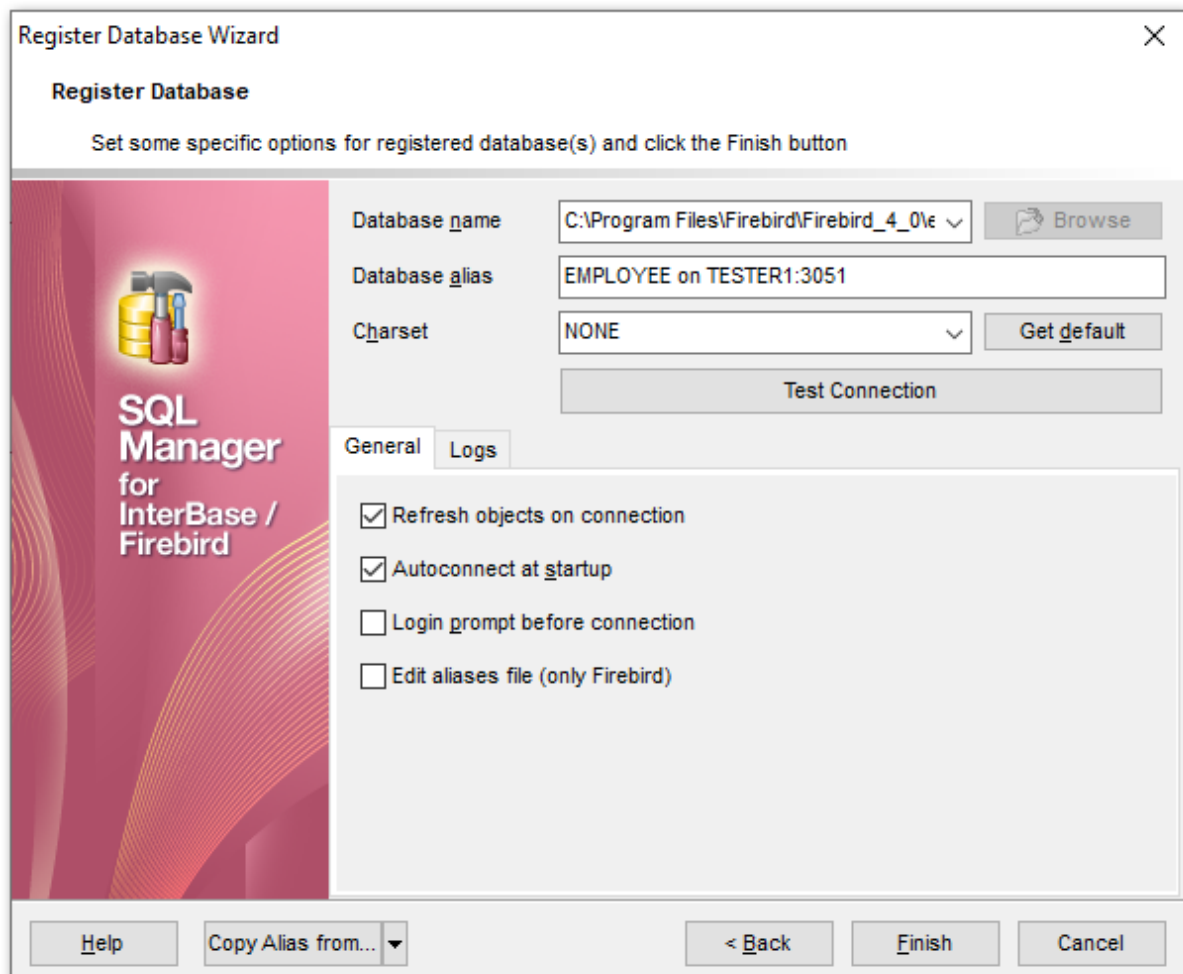 Register Database Wizard
Register Database
Set some specific options for registered database(s) and click the Finish button
SQL
Manager
for
InterBase /
Firebird
Database name
C:\Program Files\Firebird\Firebird_4_0\e
Browse
Database alias
EMPLOYEE on TESTER1:3051
Charset
NONE
Get default
Test Connection
General
Logs
Refresh objects on connection
Autoconnect at startup
Login prompt before connection
Edit aliases file (only Firebird)
Help
Copy Alias from...
< Back
Finish
Cancel